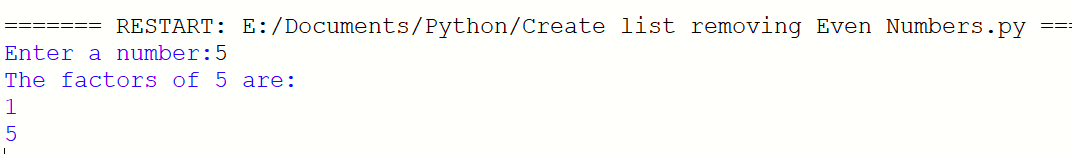 ======= RESTART: E:/Documents/Python/Create list removing Even Numbers.py ===
Enter a number:5
The factors of 5 are:
1
5